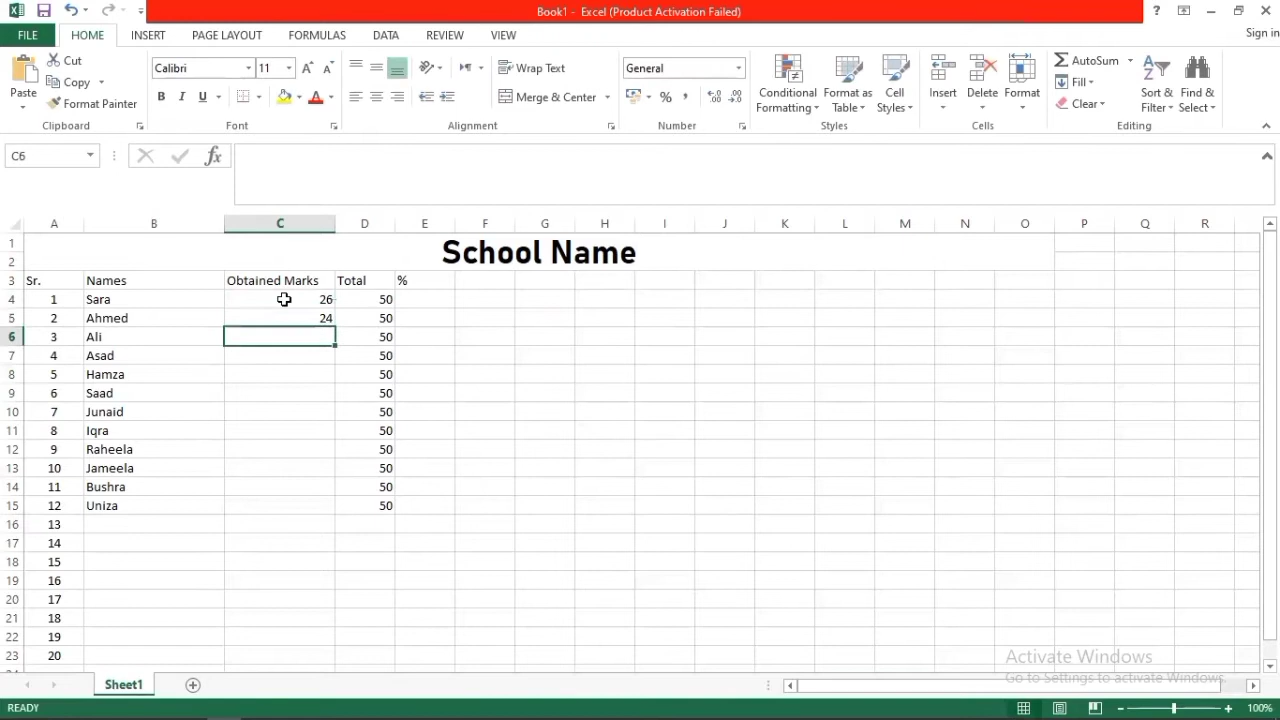 Book1 - Excel (Product Activation Failed)
FILE HOME INSERT PAGE LAYOUT FORMULAS DATA REVIEW VIEW Sign in
Paste Cut Copy Format Painter Clipboard
Calibri 11 B I U A Font
Wrap Text Merge & Center Alignment
General % , Number
Conditional Formatting Format as Table Cell Styles Styles
Insert Delete Format Cells
AutoSum Fill Clear Sort & Filter Find & Select Editing
C6 fx
A B C D E F G H I J K L M N O P Q R
1 School Name
2
3 Sr. Names Obtained Marks Total %
4 1 Sara 26 50
5 2 Ahmed 24 50
6 3 Ali 50
7 4 Asad 50
8 5 Hamza 50
9 6 Saad 50
10 7 Junaid 50
11 8 Iqra 50
12 9 Raheela 50
13 10 Jameela 50
14 11 Bushra 50
15 12 Uniza 50
16 13
17 14
18 15
19 16
20 17
21 18
22 19
23 20
Activate Windows
Go to Settings to activate Windows.
Sheet1
READY 100%